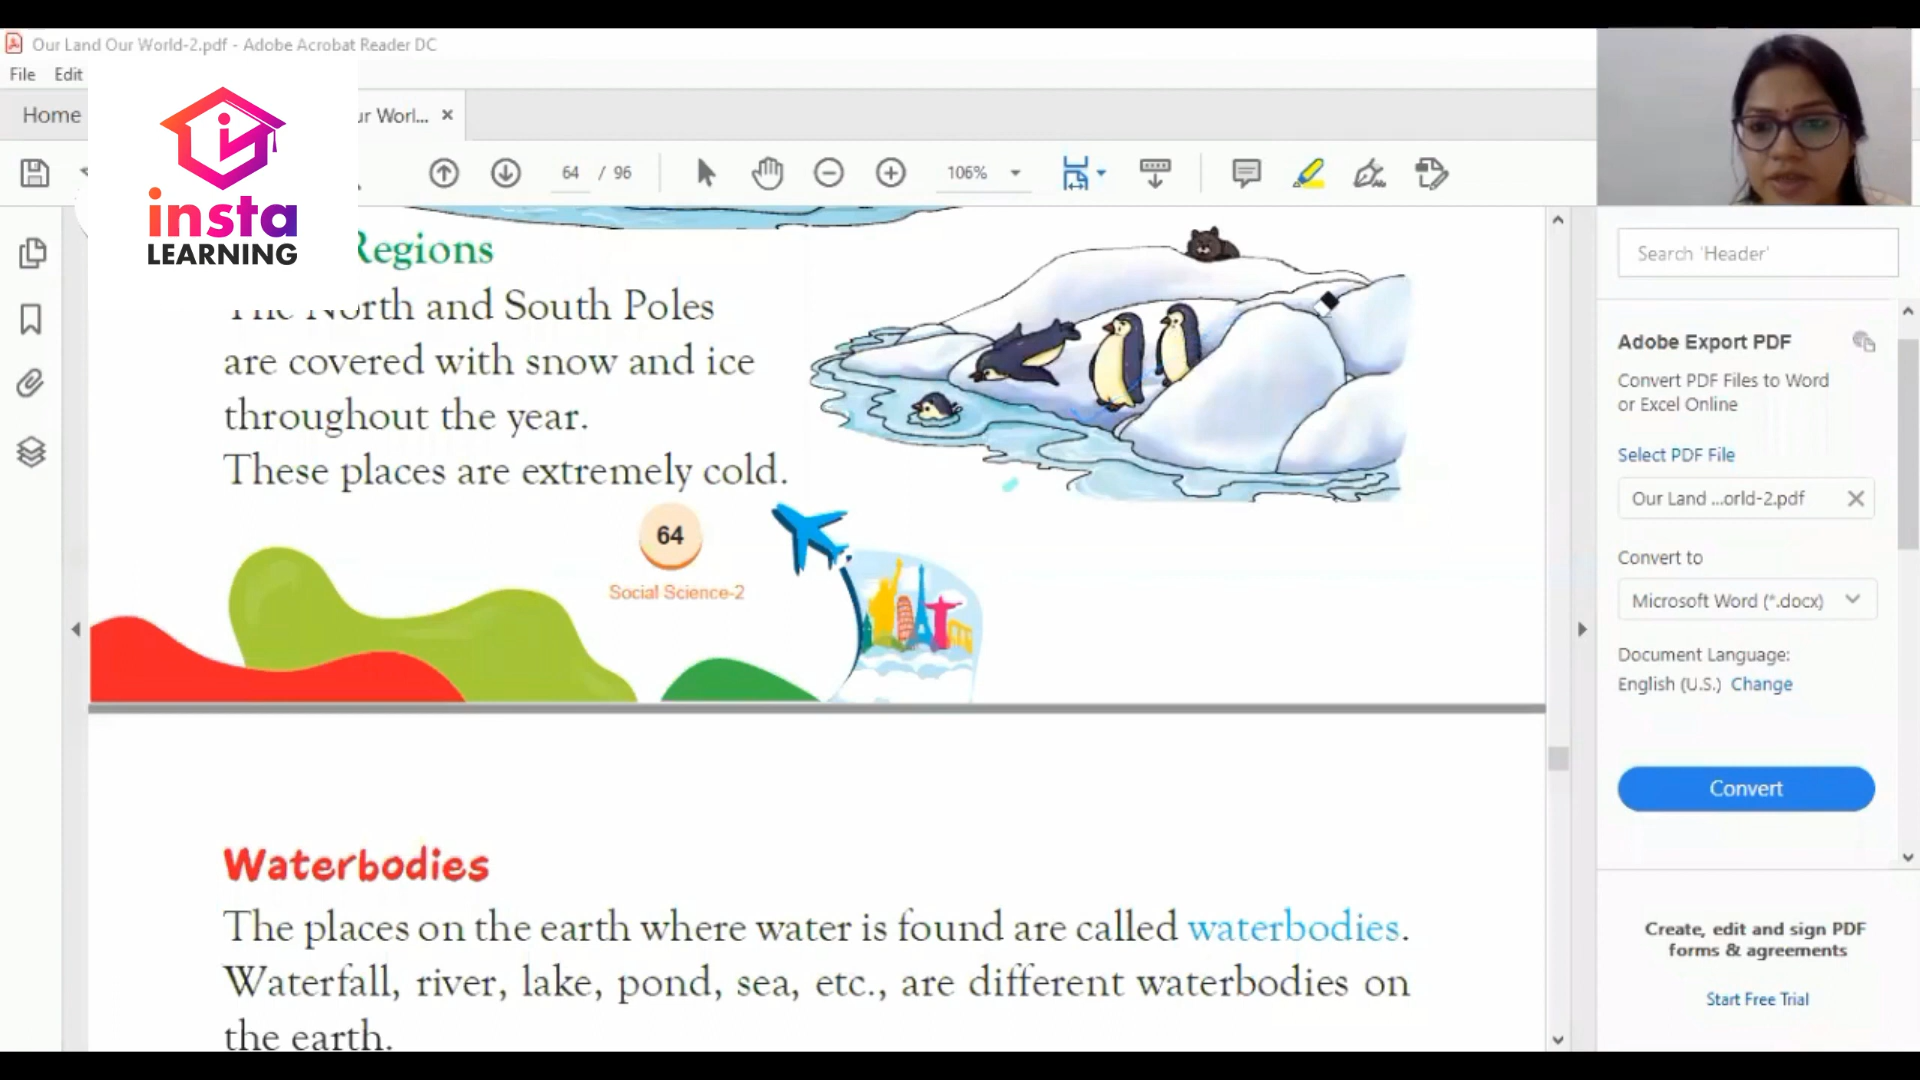 Our Land Our World-2.pdf - Adobe Acrobat Reader DC
File Edit
Home
ur Worl...
64 / 96
106%
insta
LEARNING
Regions
The North and South Poles
are covered with snow and ice
throughout the year.
These places are extremely cold.
64
Social Science-2
Waterbodies
The places on the earth where water is found are called waterbodies.
Waterfall, river, lake, pond, sea, etc., are different waterbodies on
the earth.
Search 'Header'
Adobe Export PDF
Convert PDF Files to Word
or Excel Online
Select PDF File
Our Land ...orld-2.pdf
Convert to
Microsoft Word (*.docx)
Document Language:
English (U.S.) Change
Convert
Create, edit and sign PDF
forms & agreements
Start Free Trial